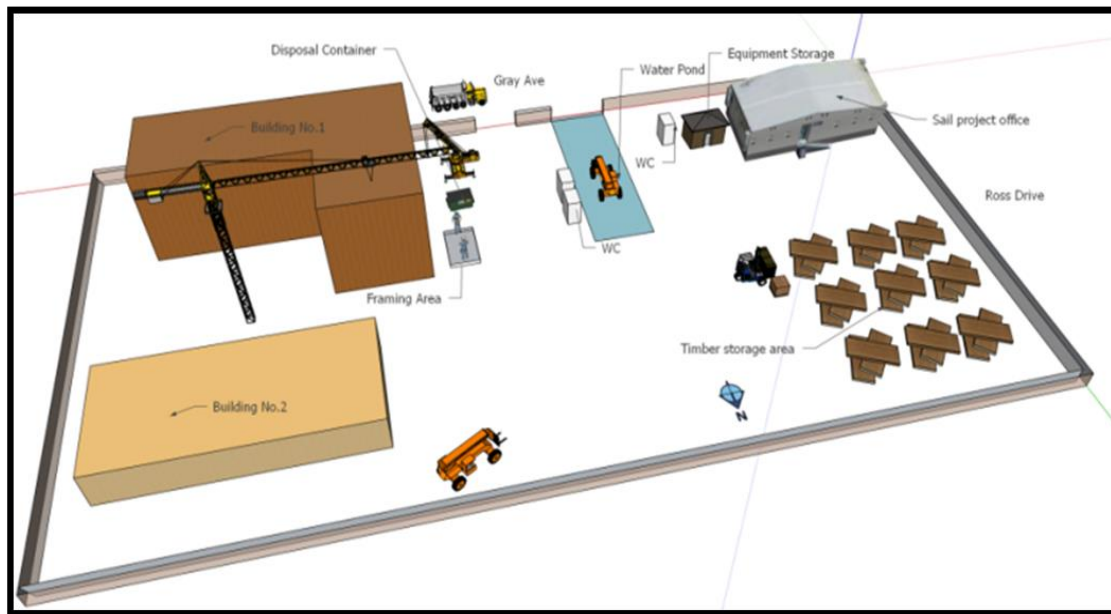 Disposal Container
Gray Ave
Equipment Storage
Water Pond
Building No.1
Sail project office
WC
Ross Drive
WC
Framing Area
Timber storage area
Building No.2
N